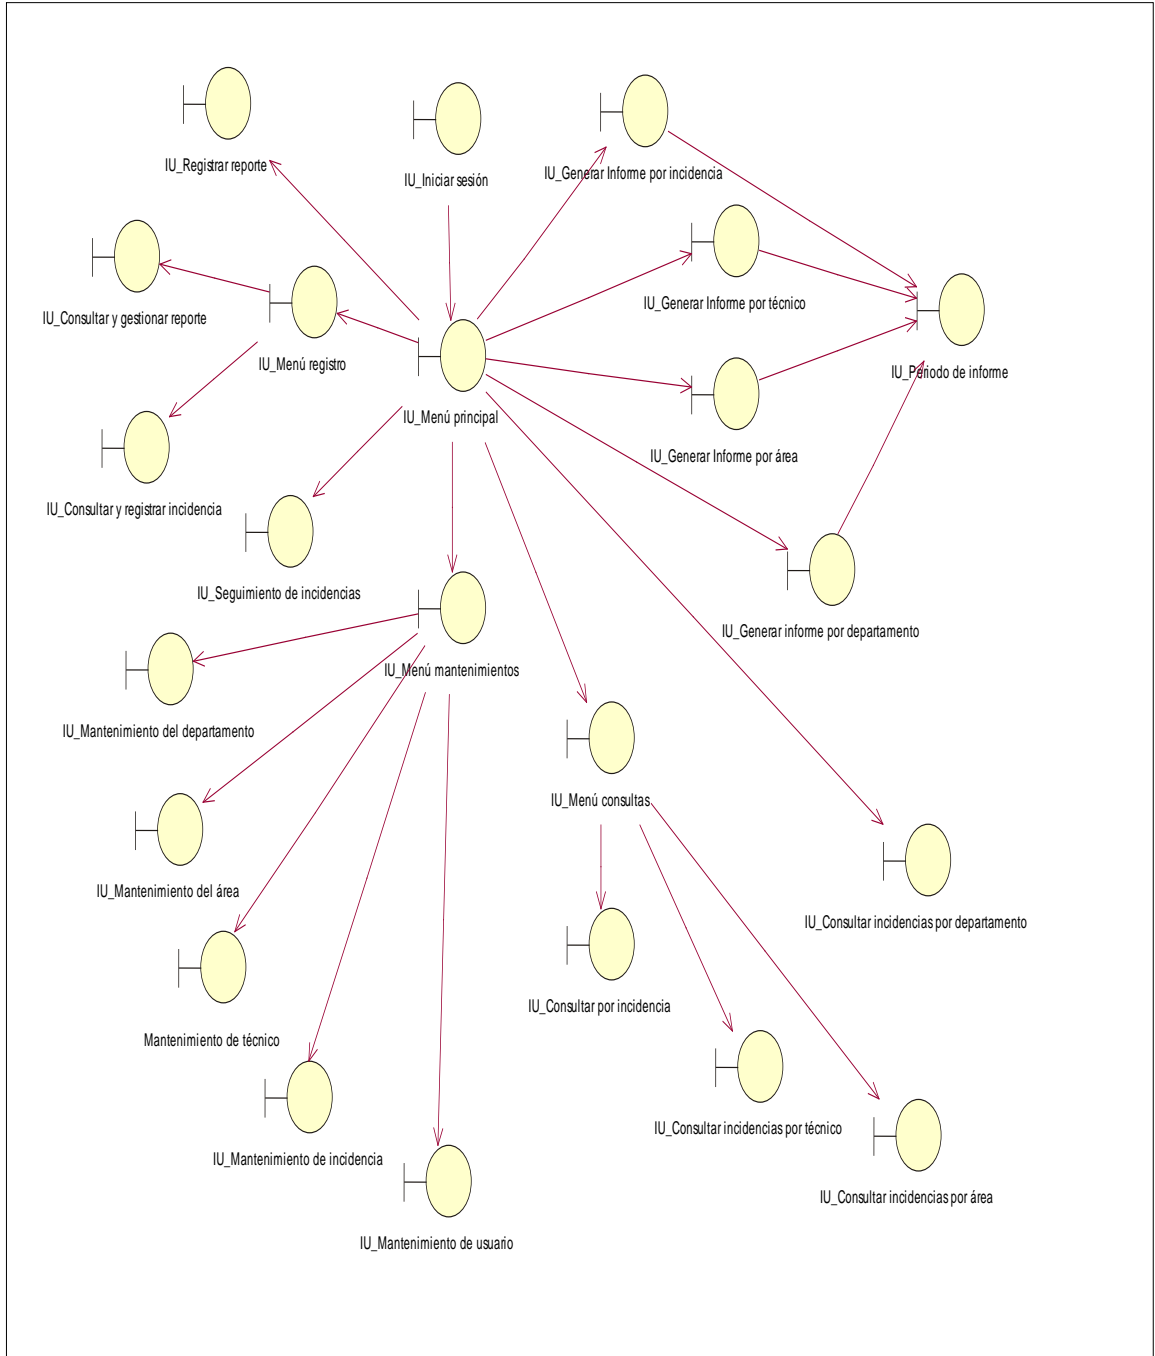 IU_Registrar reporte
IU_Iniciar sesión
IU_Generar Informe por incidencia
IU_Generar Informe por técnico
IU_Consultar y gestionar reporte
IU_Menú registro
IU_Periodo de informe
IU_Menú principal
IU_Generar Informe por área
IU_Consultar y registrar incidencia
IU_Seguimiento de incidencias
IU_Generar informe por departamento
IU_Menú mantenimientos
IU_Mantenimiento del departamento
IU_Menú consultas
IU_Mantenimiento del área
IU_Consultar incidencias por departamento
IU_Consultar por incidencia
Mantenimiento de técnico
IU_Consultar incidencias por técnico
IU_Mantenimiento de incidencia
IU_Consultar incidencias por área
IU_Mantenimiento de usuario